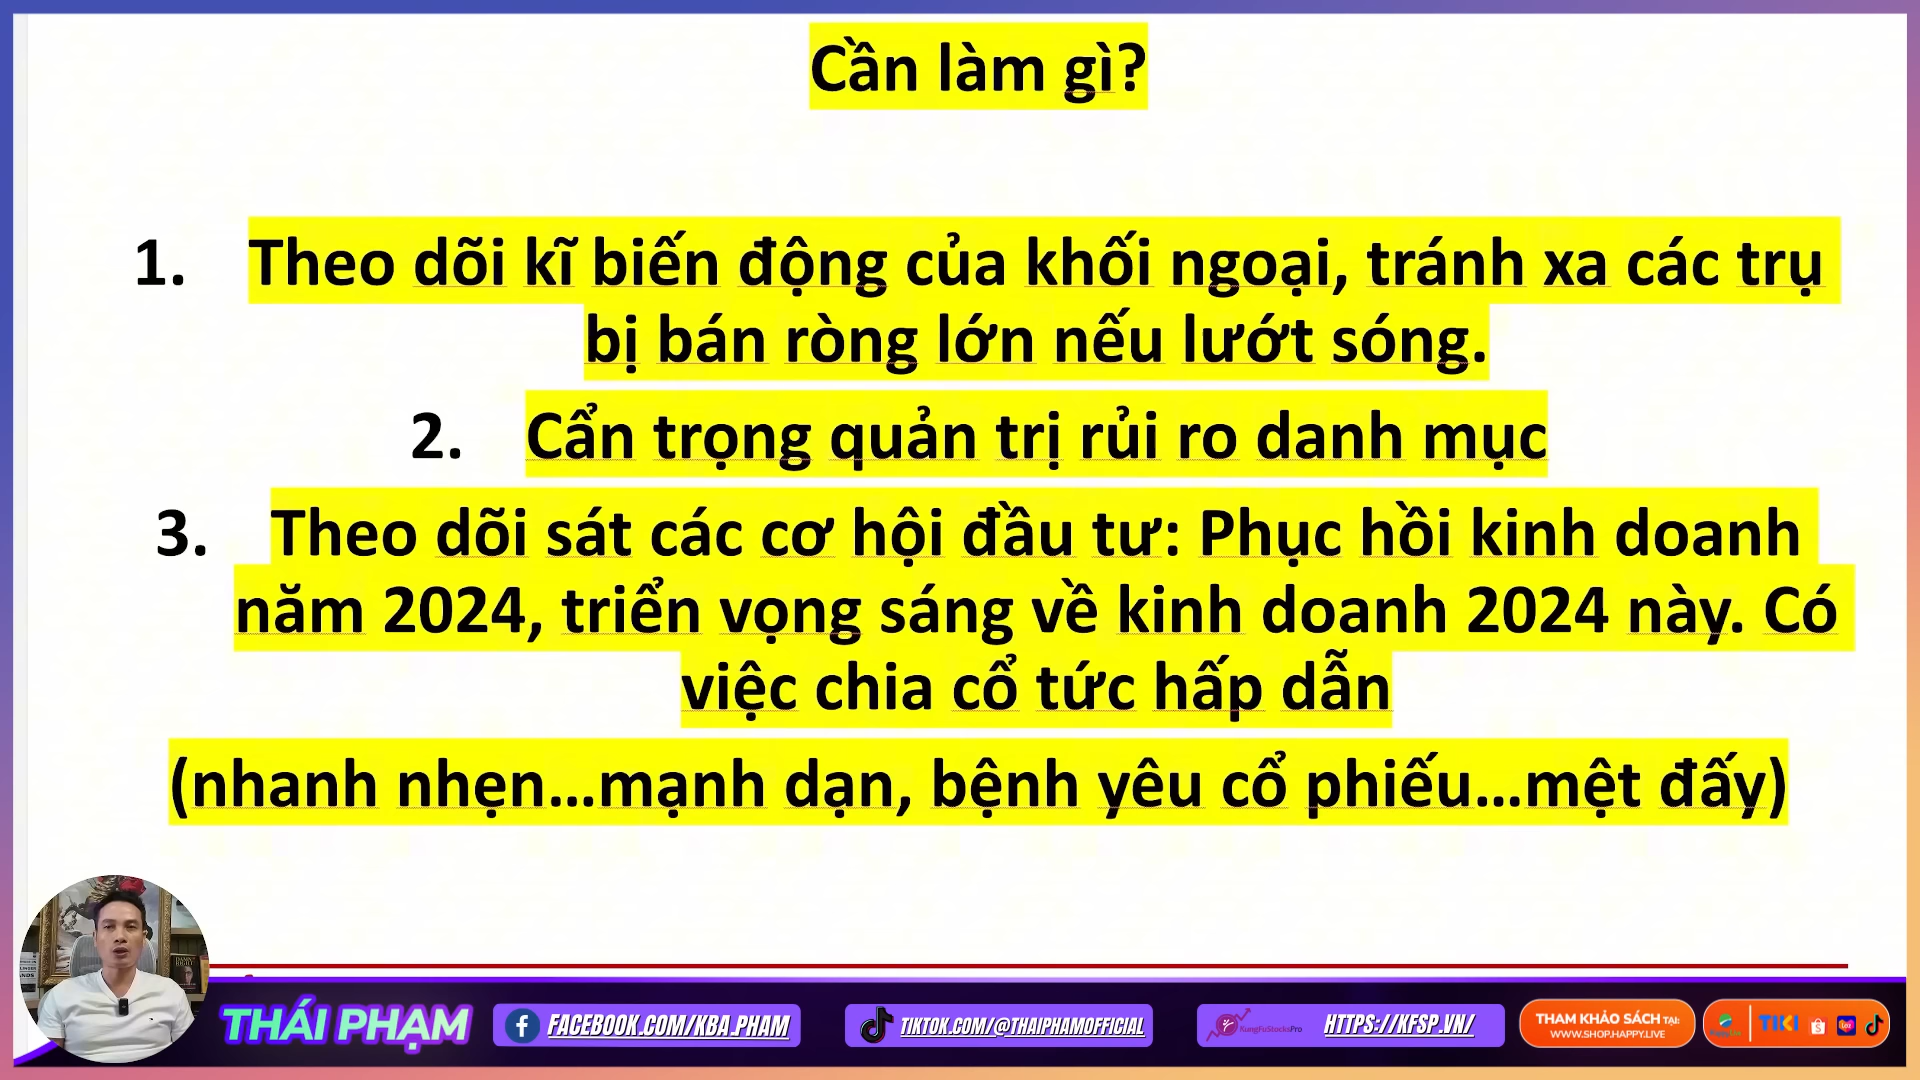 Cần làm gì?
1. Theo dõi kĩ biến động của khối ngoại, tránh xa các trụ
bị bán ròng lớn nếu lướt sóng.
2. Cẩn trọng quản trị rủi ro danh mục
3. Theo dõi sát các cơ hội đầu tư: Phục hồi kinh doanh
năm 2024, triển vọng sáng về kinh doanh 2024 này. Có
việc chia cổ tức hấp dẫn
(nhanh nhẹn...mạnh dạn, bệnh yêu cổ phiếu...mệt đấy)
THÁI PHẠM
FACEBOOK.COM/KBA.PHAM
TIKTOK.COM/@THAIPHAMOFFICIAL
KungFuStocksPro
HTTPS://KFSP.VN/
THAM KHẢO SÁCH TẠI:
WWW.SHOP.HAPPY.LIVE
TIKI